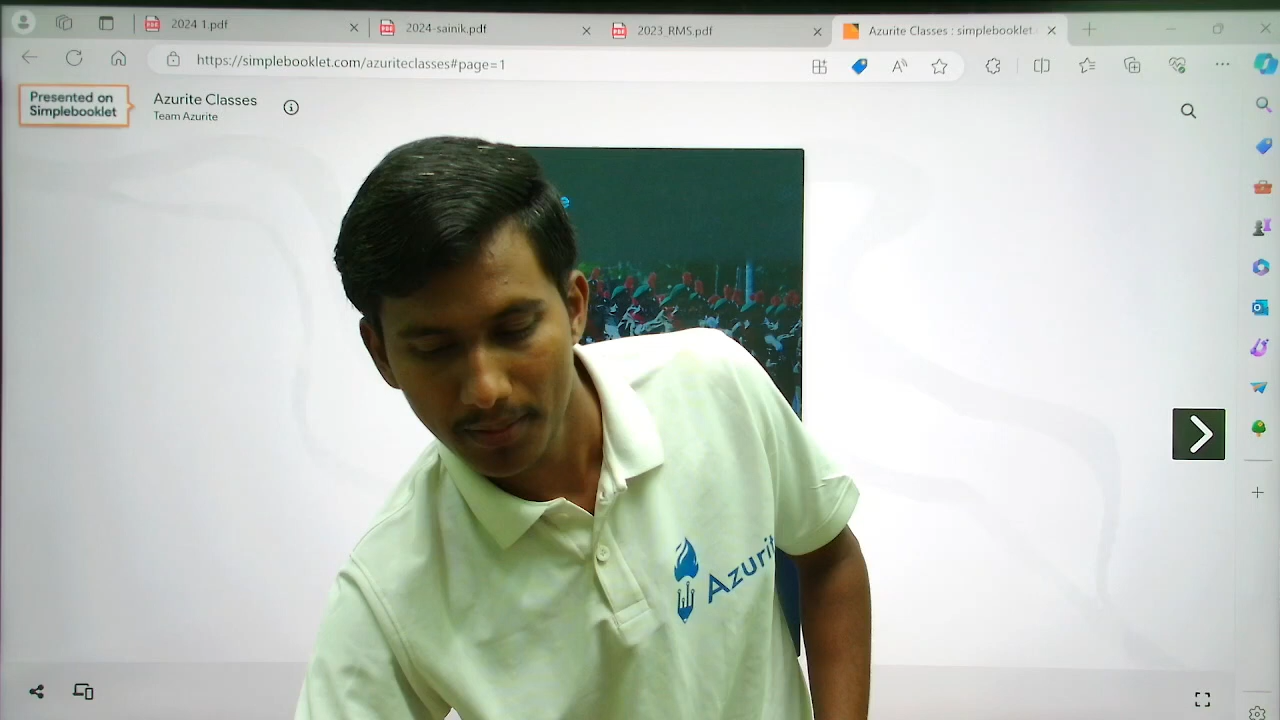 2024 1.pdf
2024-sainik.pdf
2023_RMS.pdf
Azurite Classes : simplebooklet
https://simplebooklet.com/azuriteclasses#page=1
Presented on
Simplebooklet
Azurite Classes
Team Azurite
e
Azurit